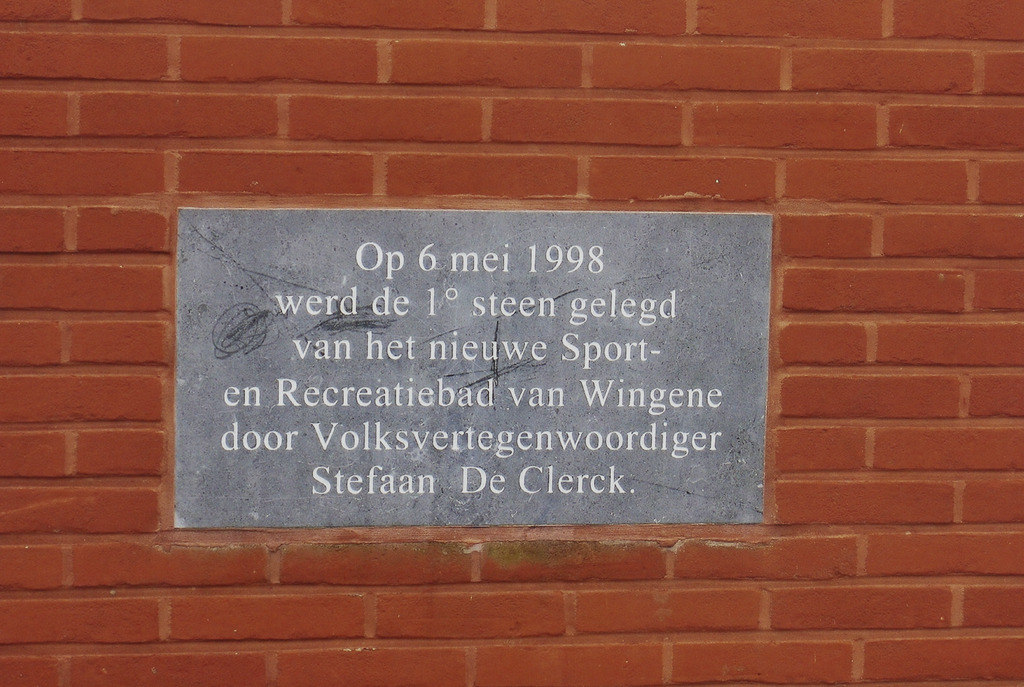 Op 6 mei 1998
werd de 1° steen gelegd
van het nieuwe Sport-
en Recreatiebad van Wingene
door Volksvertegenwoordiger
Stefaan De Clerck.